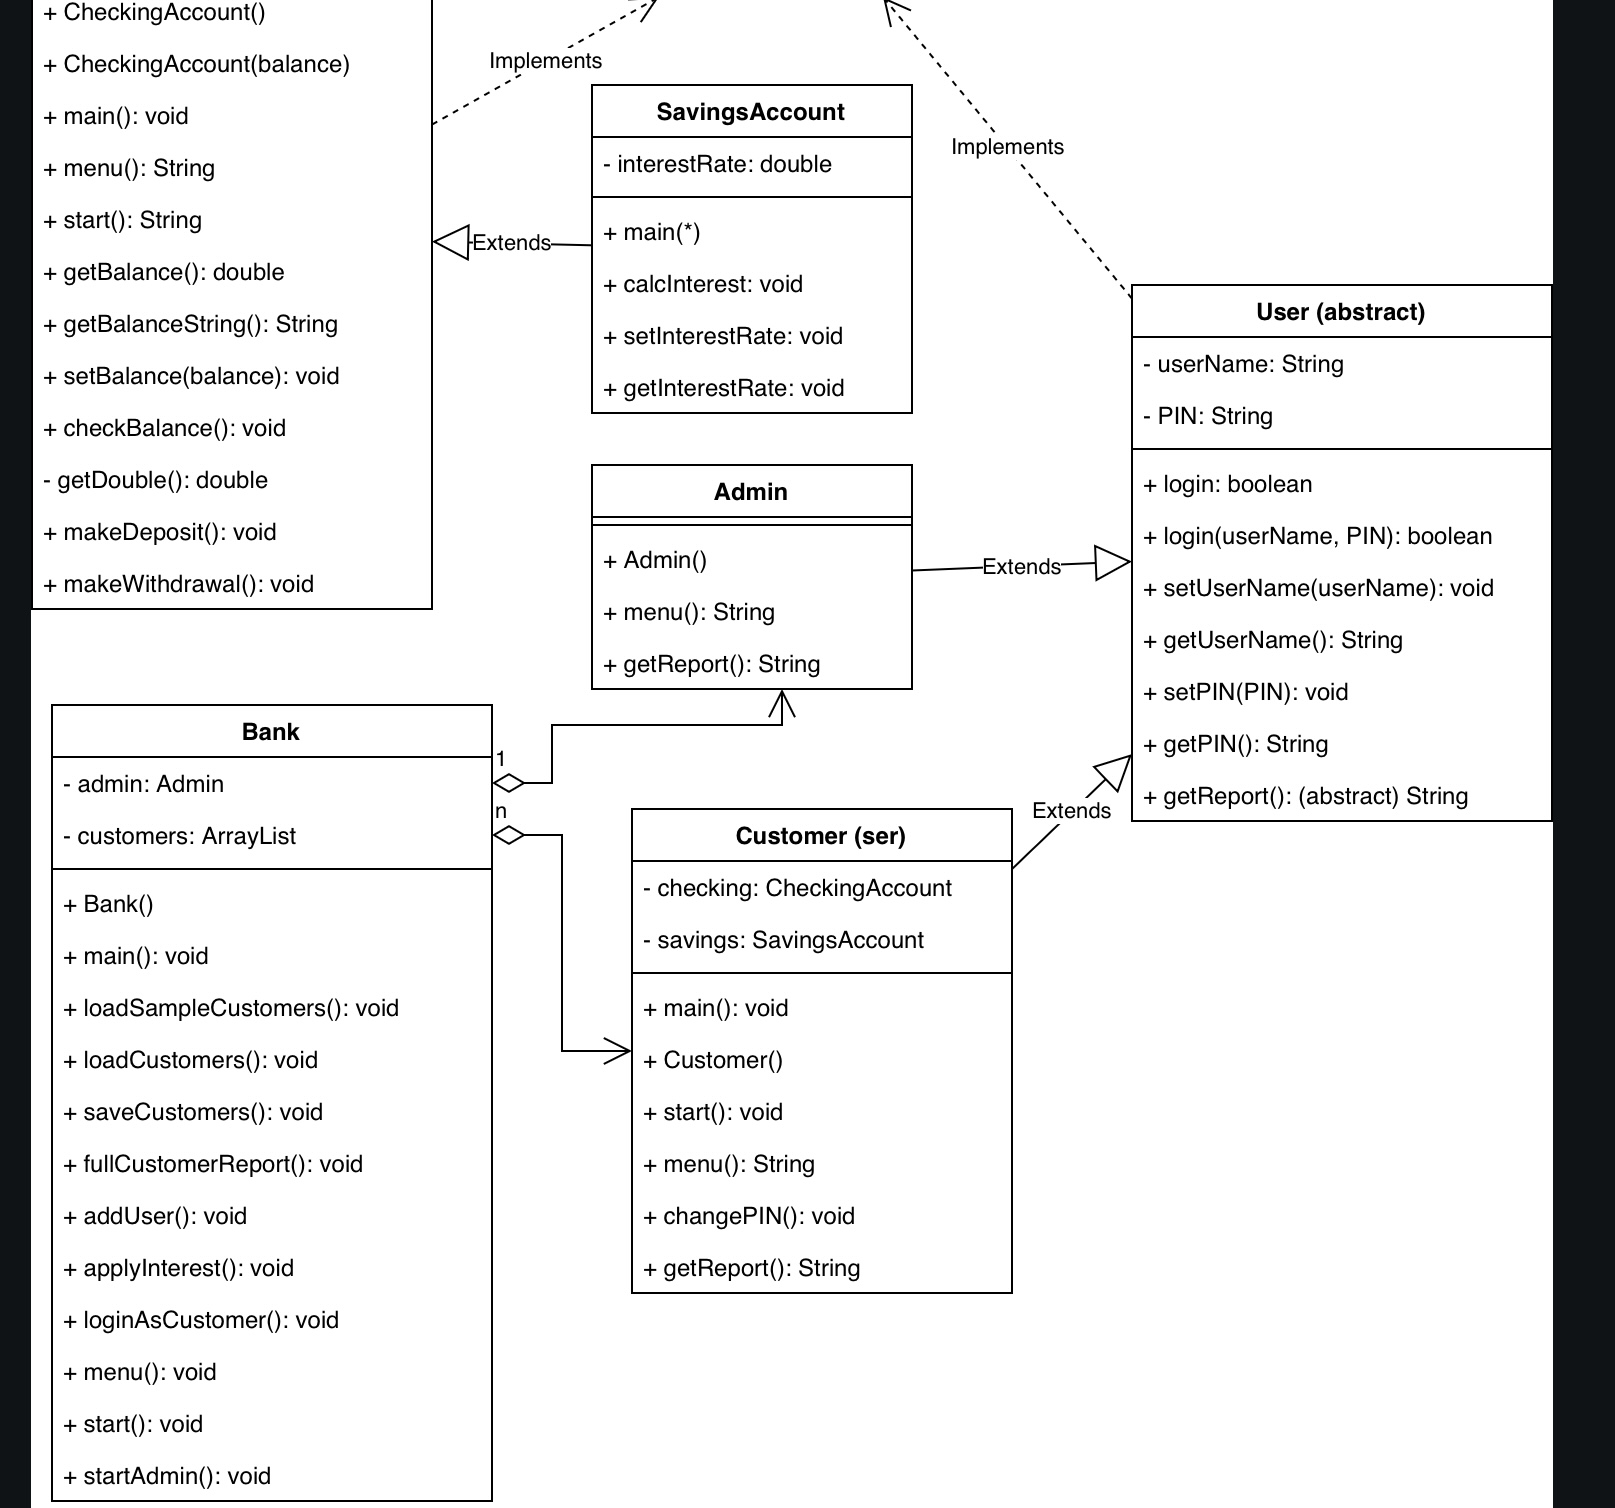 + CheckingAccount()
+ CheckingAccount(balance)
+ main(): void
+ menu(): String
+ start(): String
+ getBalance(): double
+ getBalanceString(): String
+ setBalance(balance): void
+ checkBalance(): void
- getDouble(): double
+ makeDeposit(): void
+ makeWithdrawal(): void
Implements
SavingsAccount
- interestRate: double
+ main(*)
+ calcInterest: void
+ setInterestRate: void
+ getInterestRate: void
Extends
Implements
User (abstract)
- userName: String
- PIN: String
+ login: boolean
+ login(userName, PIN): boolean
+ setUserName(userName): void
+ getUserName(): String
+ setPIN(PIN): void
+ getPIN(): String
+ getReport(): (abstract) String
Admin
+ Admin()
+ menu(): String
+ getReport(): String
Extends
Bank
- admin: Admin
- customers: ArrayList
+ Bank()
+ main(): void
+ loadSampleCustomers(): void
+ loadCustomers(): void
+ saveCustomers(): void
+ fullCustomerReport(): void
+ addUser(): void
+ applyInterest(): void
+ loginAsCustomer(): void
+ menu(): void
+ start(): void
+ startAdmin(): void
1
n
Customer (ser)
- checking: CheckingAccount
- savings: SavingsAccount
+ main(): void
+ Customer()
+ start(): void
+ menu(): String
+ changePIN(): void
+ getReport(): String
Extends